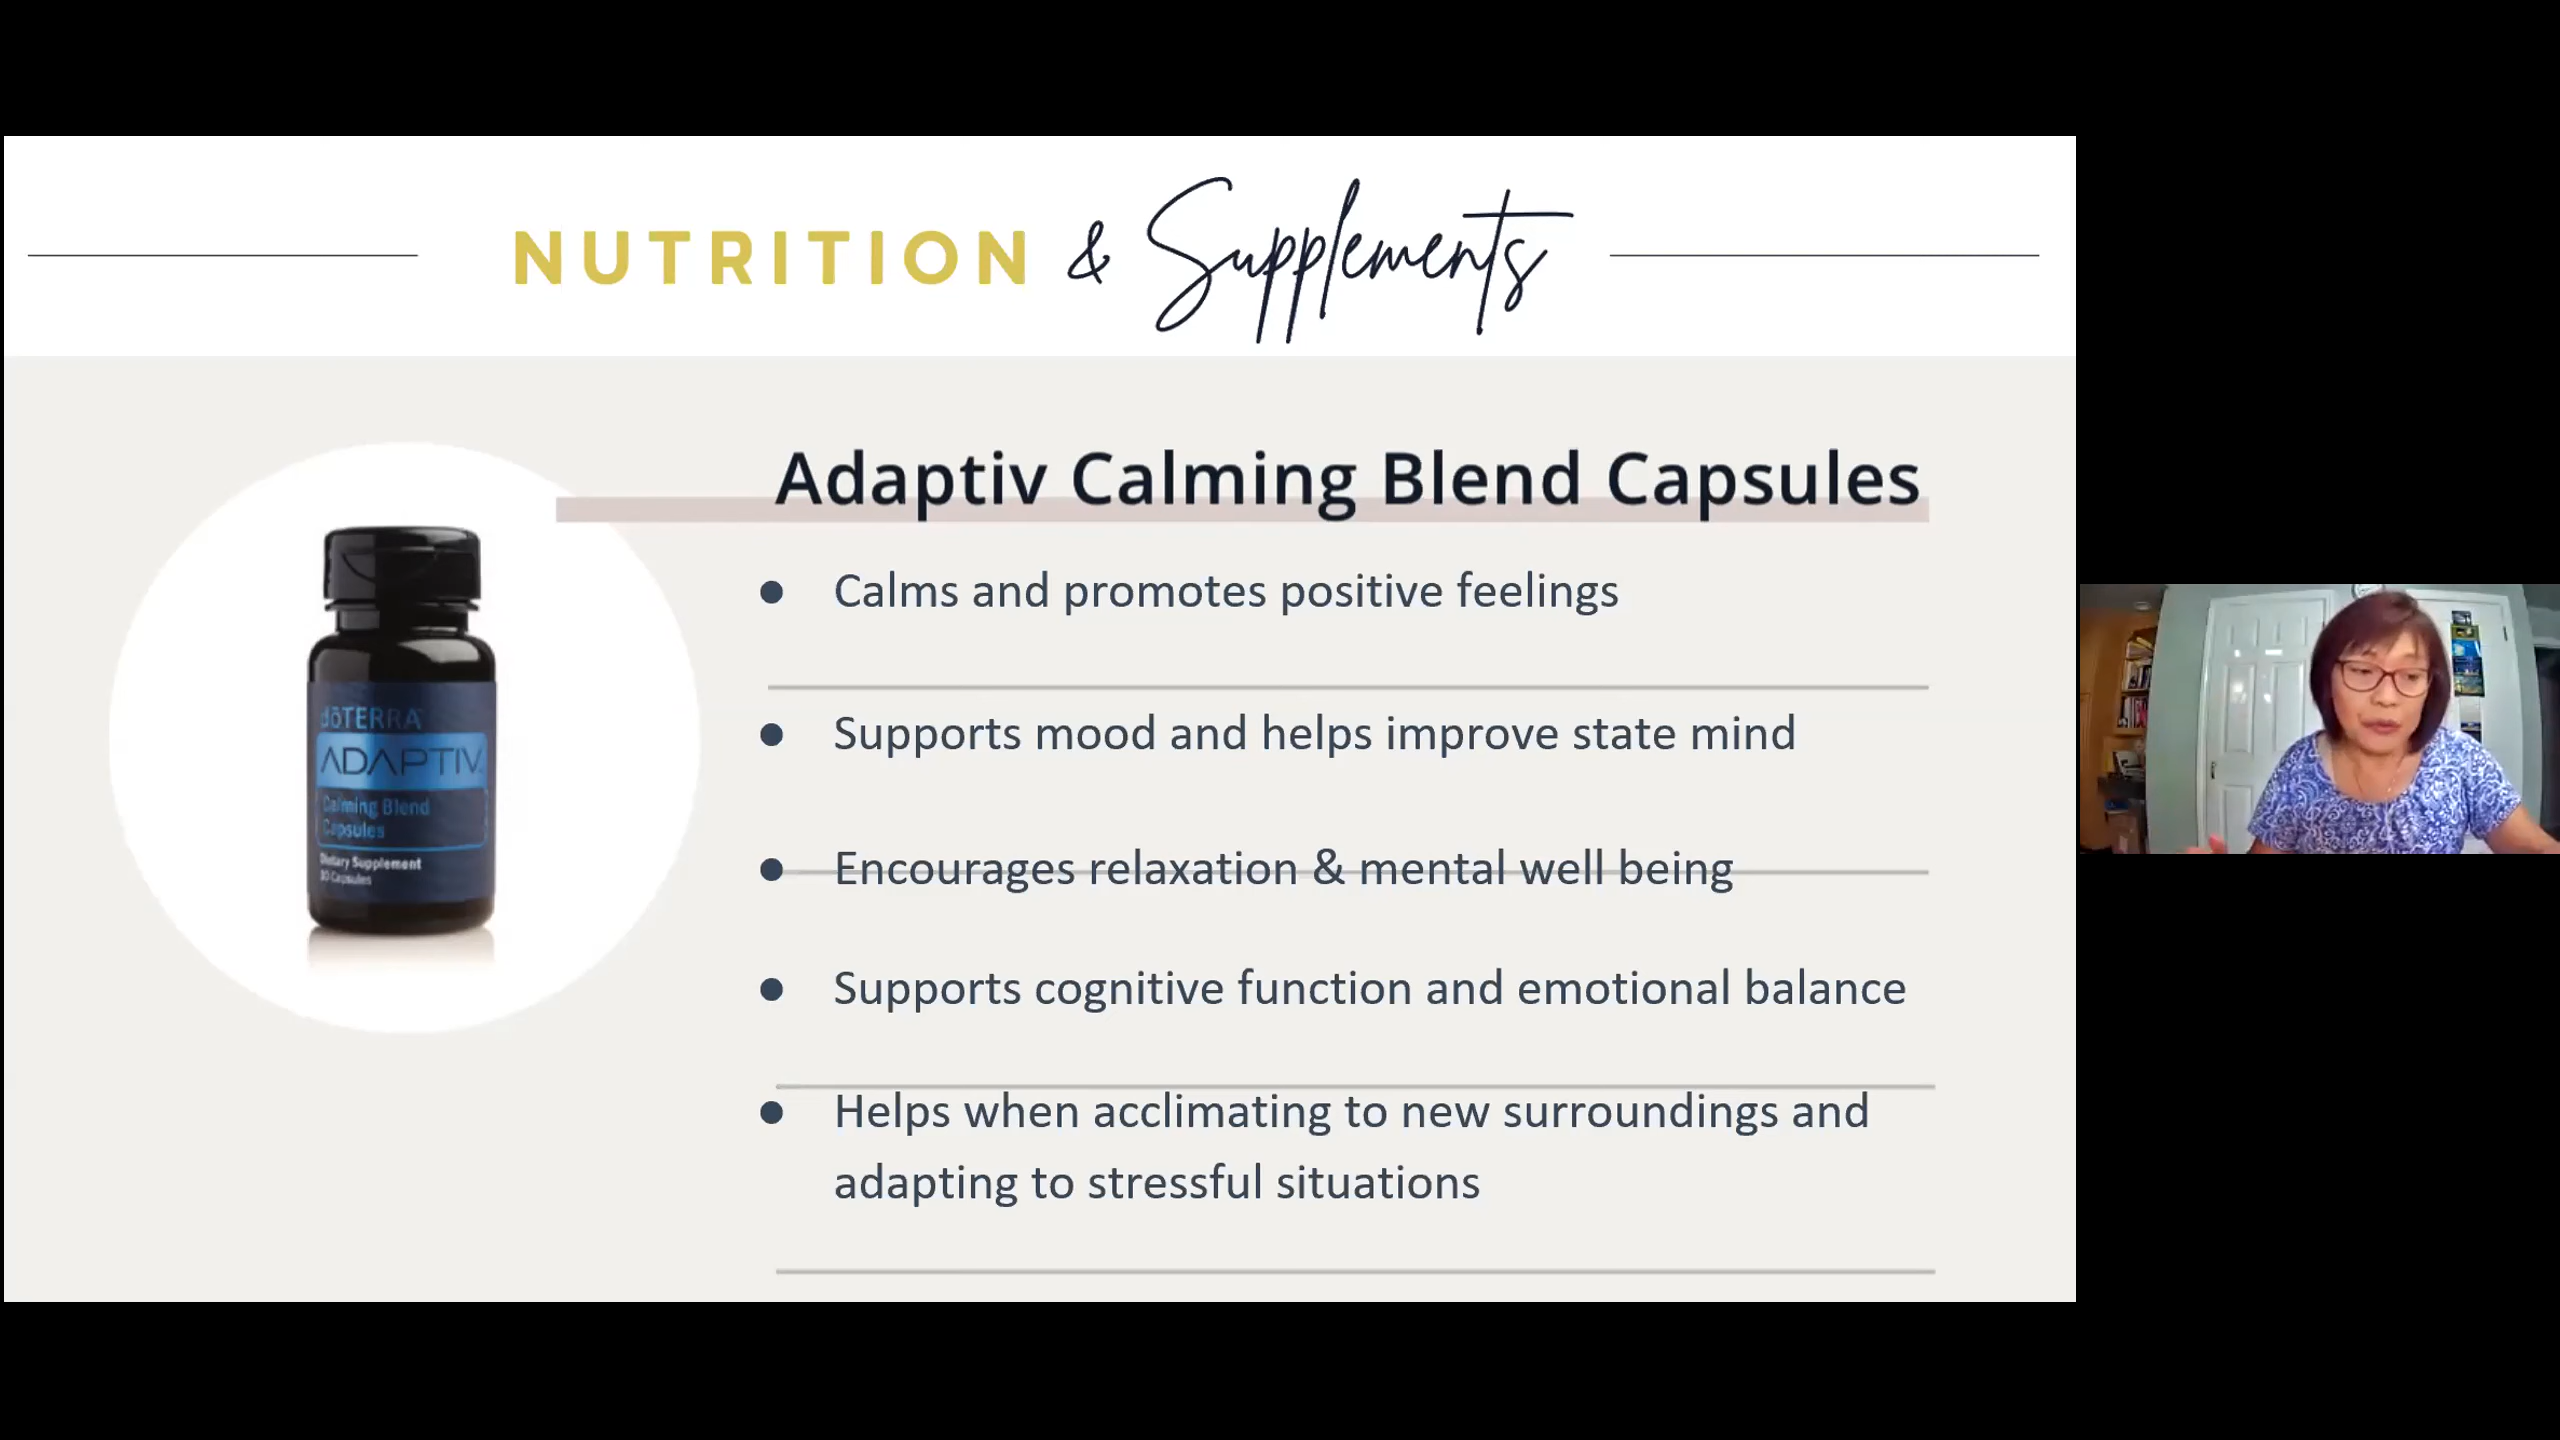 NUTRITION & Supplements
Adaptiv Calming Blend Capsules
dōTERRA
ADAPTIV
Calming Blend
Capsules
Dietary Supplement
Capsules
● Calms and promotes positive feelings
● Supports mood and helps improve state mind
● Encourages relaxation & mental well being
● Supports cognitive function and emotional balance
● Helps when acclimating to new surroundings and
adapting to stressful situations